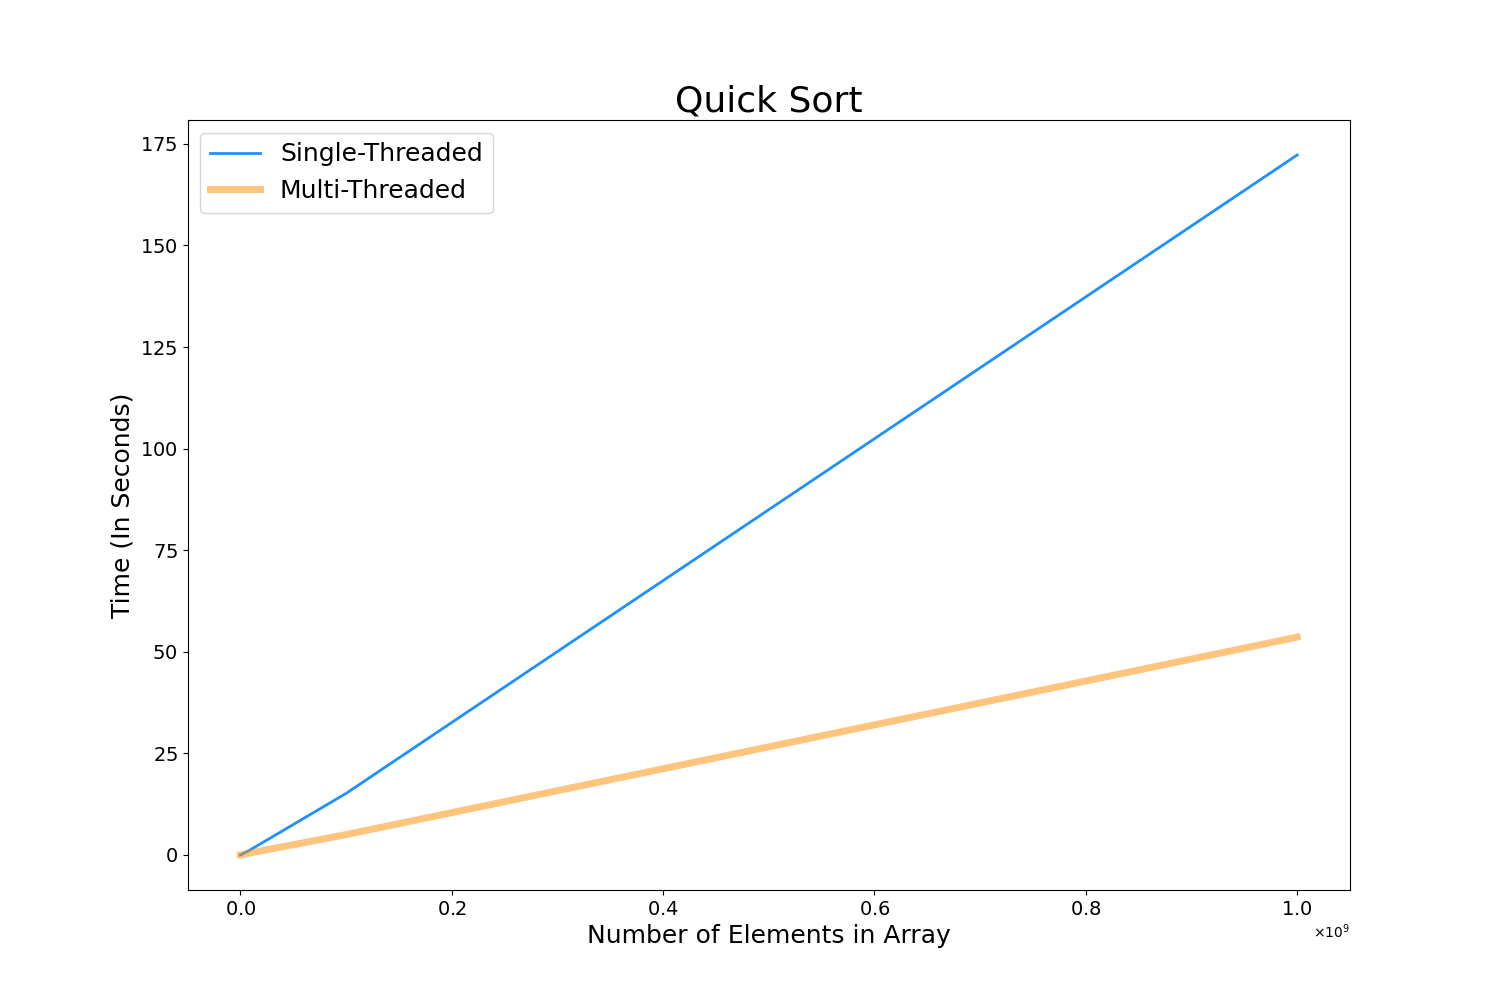 Quick Sort
Single-Threaded
Multi-Threaded
Time (In Seconds)
175
150
125
100
75
50
25
0
0.0 0.2 0.4 0.6 0.8 1.0
Number of Elements in Array
×10⁹